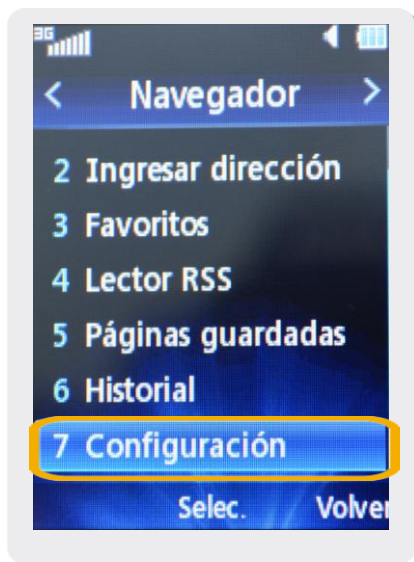 3G
< Navegador >
2 Ingresar dirección
3 Favoritos
4 Lector RSS
5 Páginas guardadas
6 Historial
7 Configuración
Selec. Volver